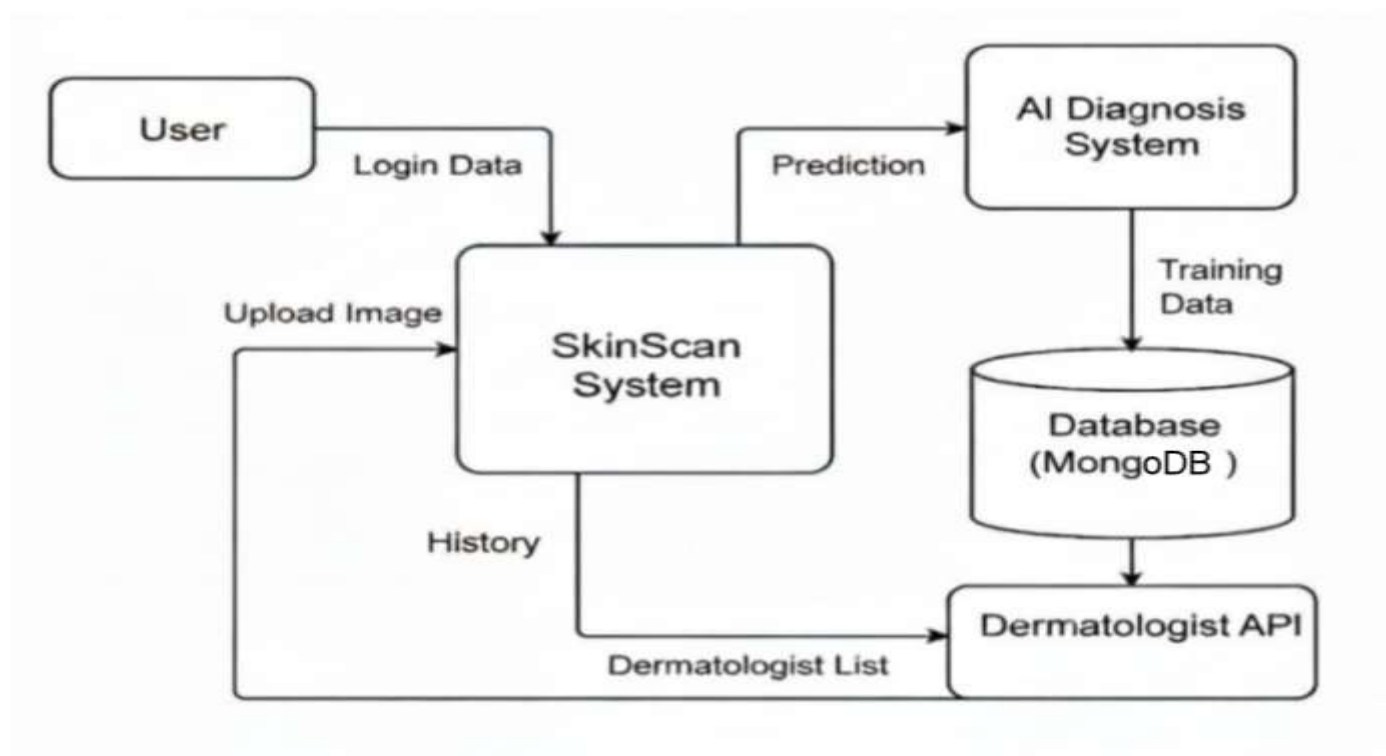 User
Login Data
Prediction
AI Diagnosis
System
Training
Data
Upload Image
SkinScan
System
Database
(MongoDB )
History
Dermatologist List
Dermatologist API